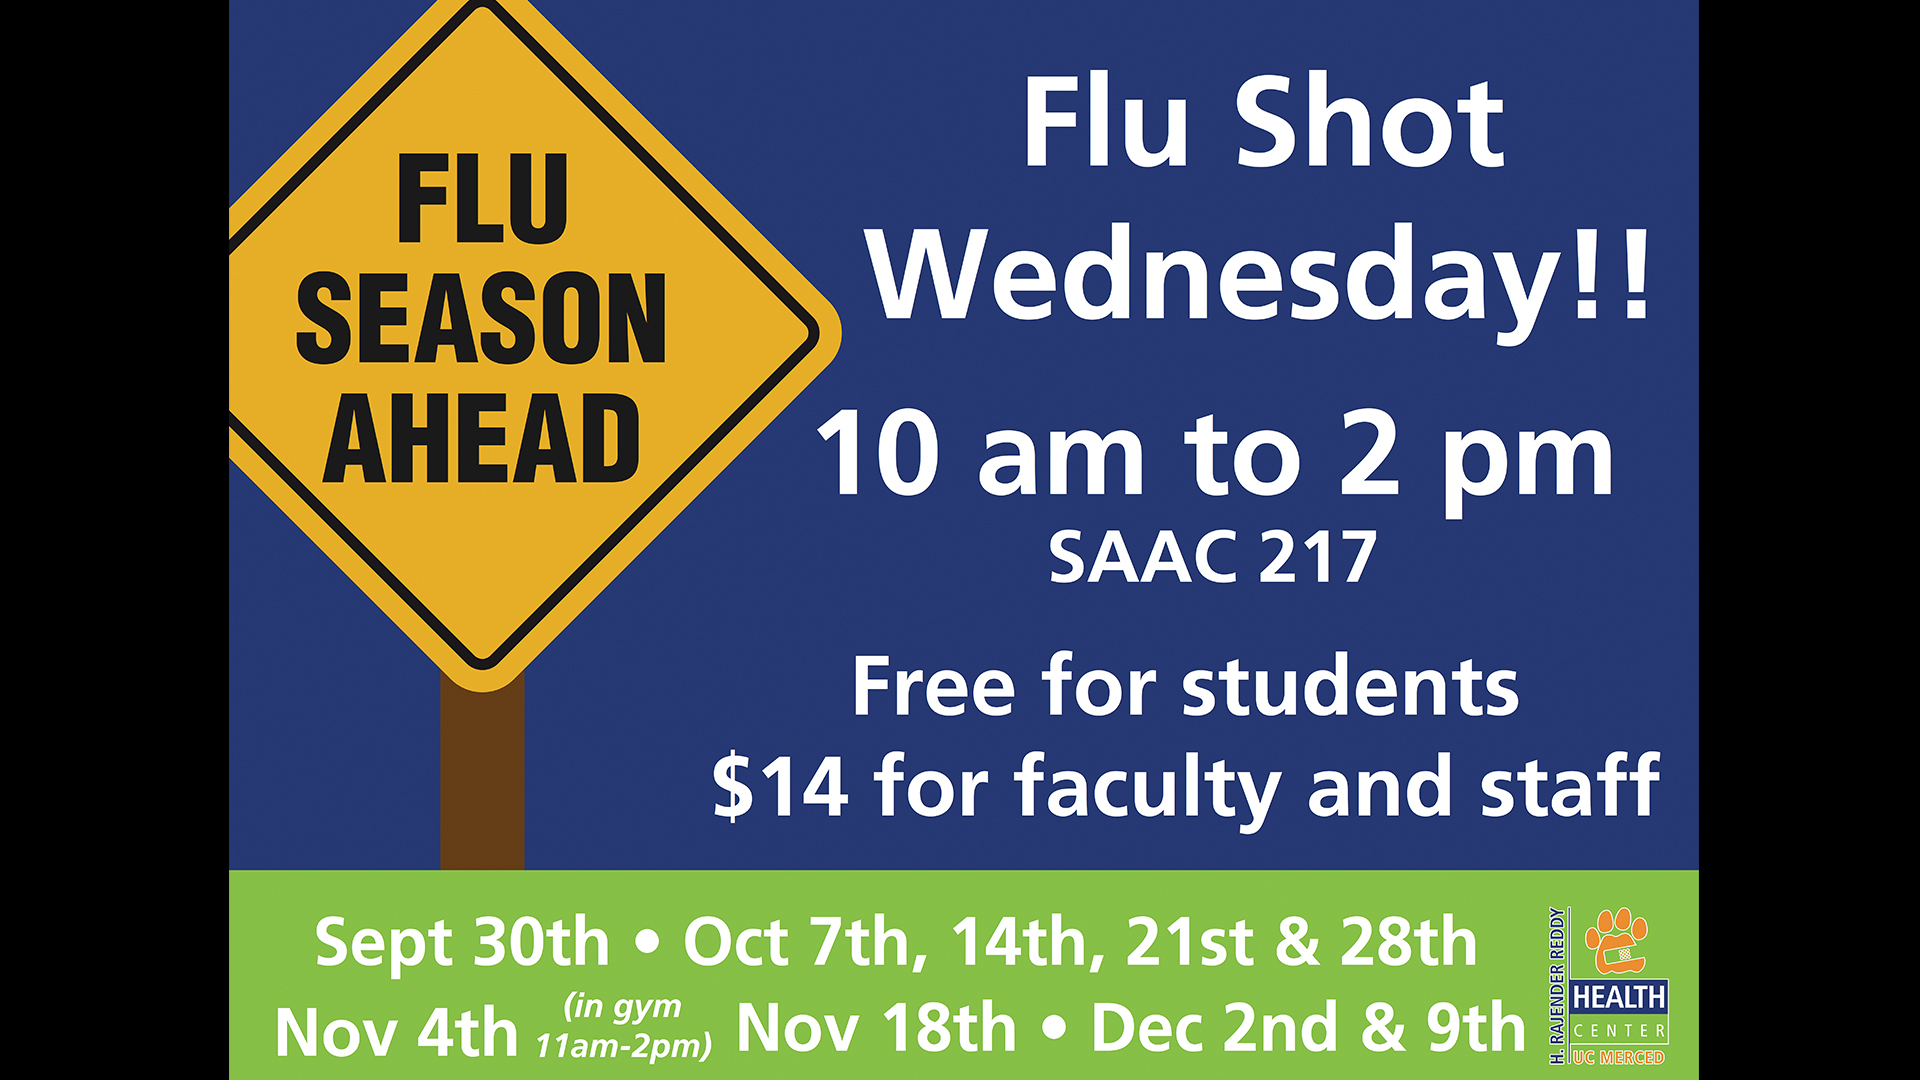 FLU
SEASON
AHEAD
Flu Shot
Wednesday!!
10 am to 2 pm
SAAC 217
Free for students
$14 for faculty and staff
Sept 30th • Oct 7th, 14th, 21st & 28th
Nov 4th (in gym 11am-2pm) Nov 18th • Dec 2nd & 9th
H. RAJENDER REDDY
HEALTH
CENTER
UC MERCED